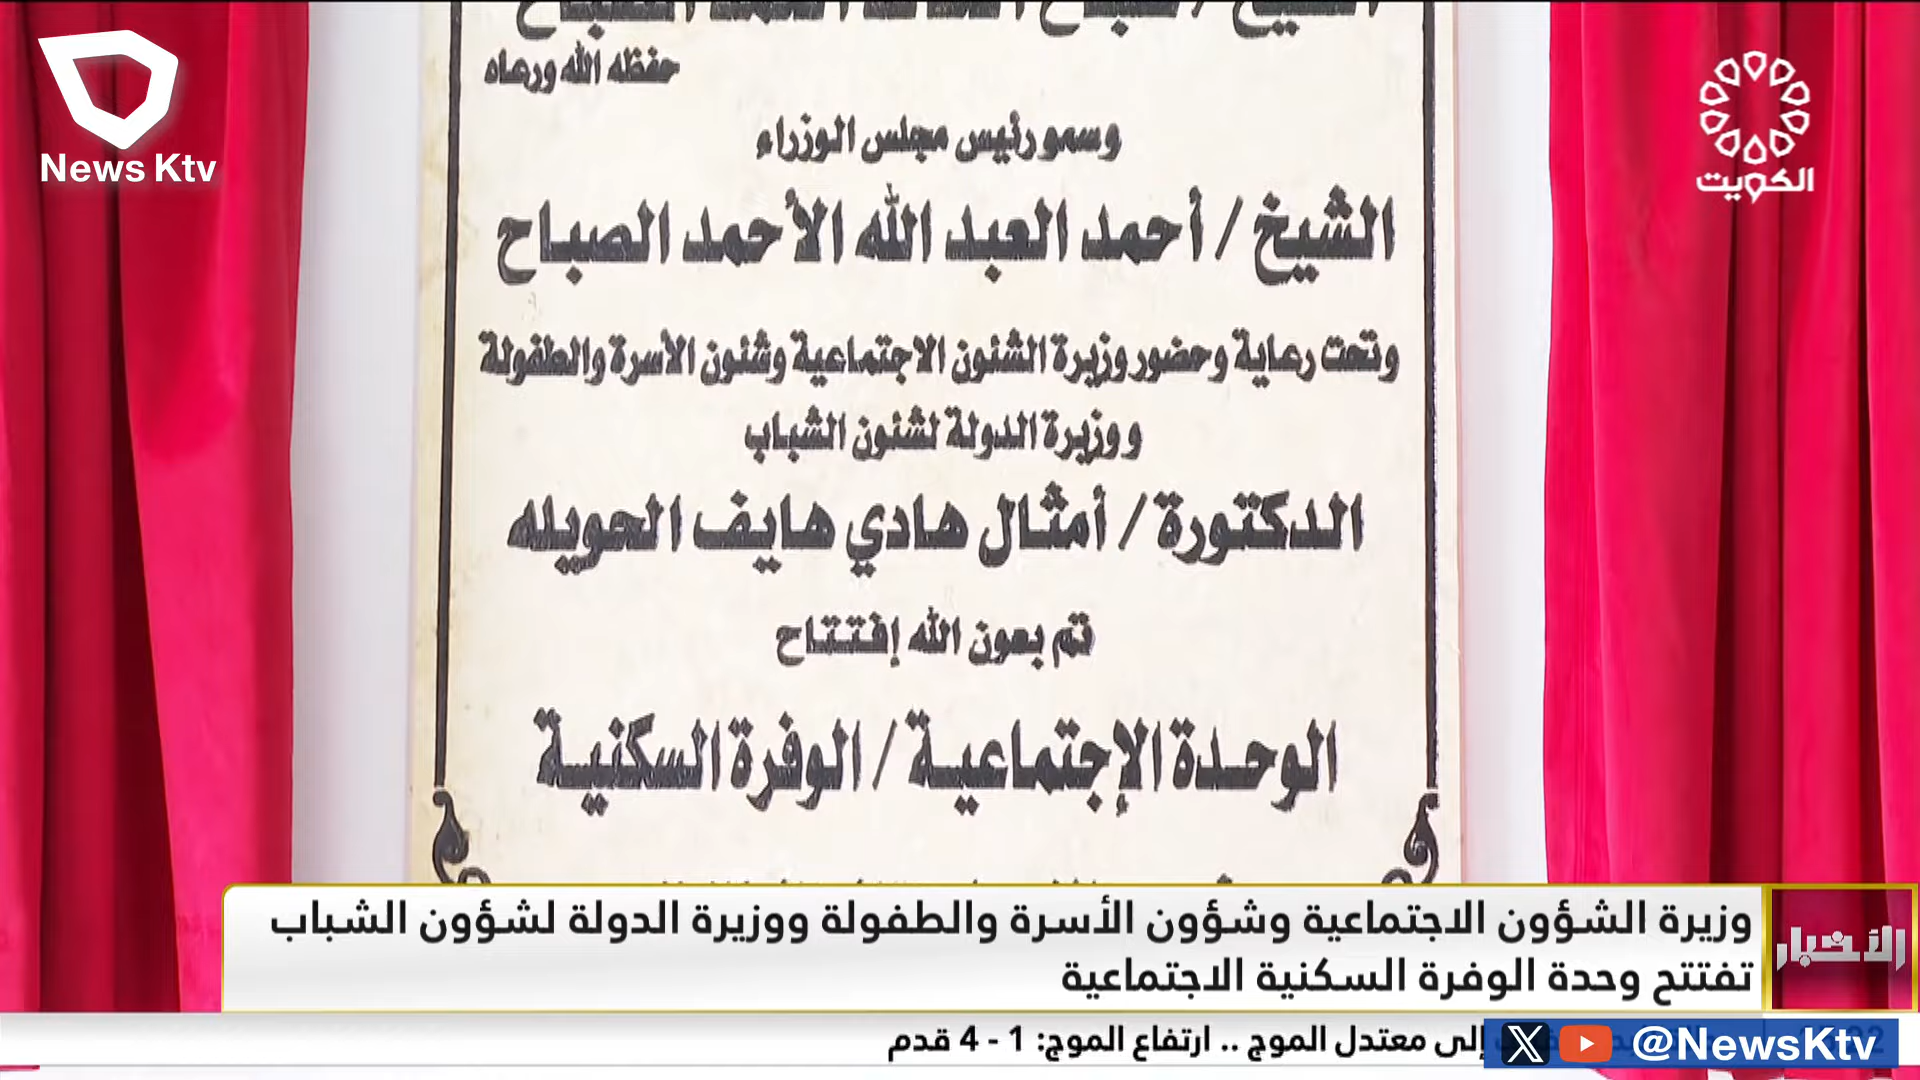 News Ktv
الكويت
حفظه الله ورعاه
وسمو رئيس مجلس الوزراء
الشيخ / أحمد العبد الله الأحمد الصباح
وتحت رعاية وحضور وزيرة الشئون الاجتماعية وشئون الأسرة والطفولة
ووزيرة الدولة لشئون الشباب
الدكتورة / أمثال هادي هايف الحويله
تم بعون الله إفتتاح
الوحدة الإجتماعية / الوفرة السكنية
وزيرة الشؤون الاجتماعية وشؤون الأسرة والطفولة ووزيرة الدولة لشؤون الشباب
تفتتح وحدة الوفرة السكنية الاجتماعية
الأخبار
إلى معتدل الموج .. ارتفاع الموج: 1 - 4 قدم
@NewsKtv